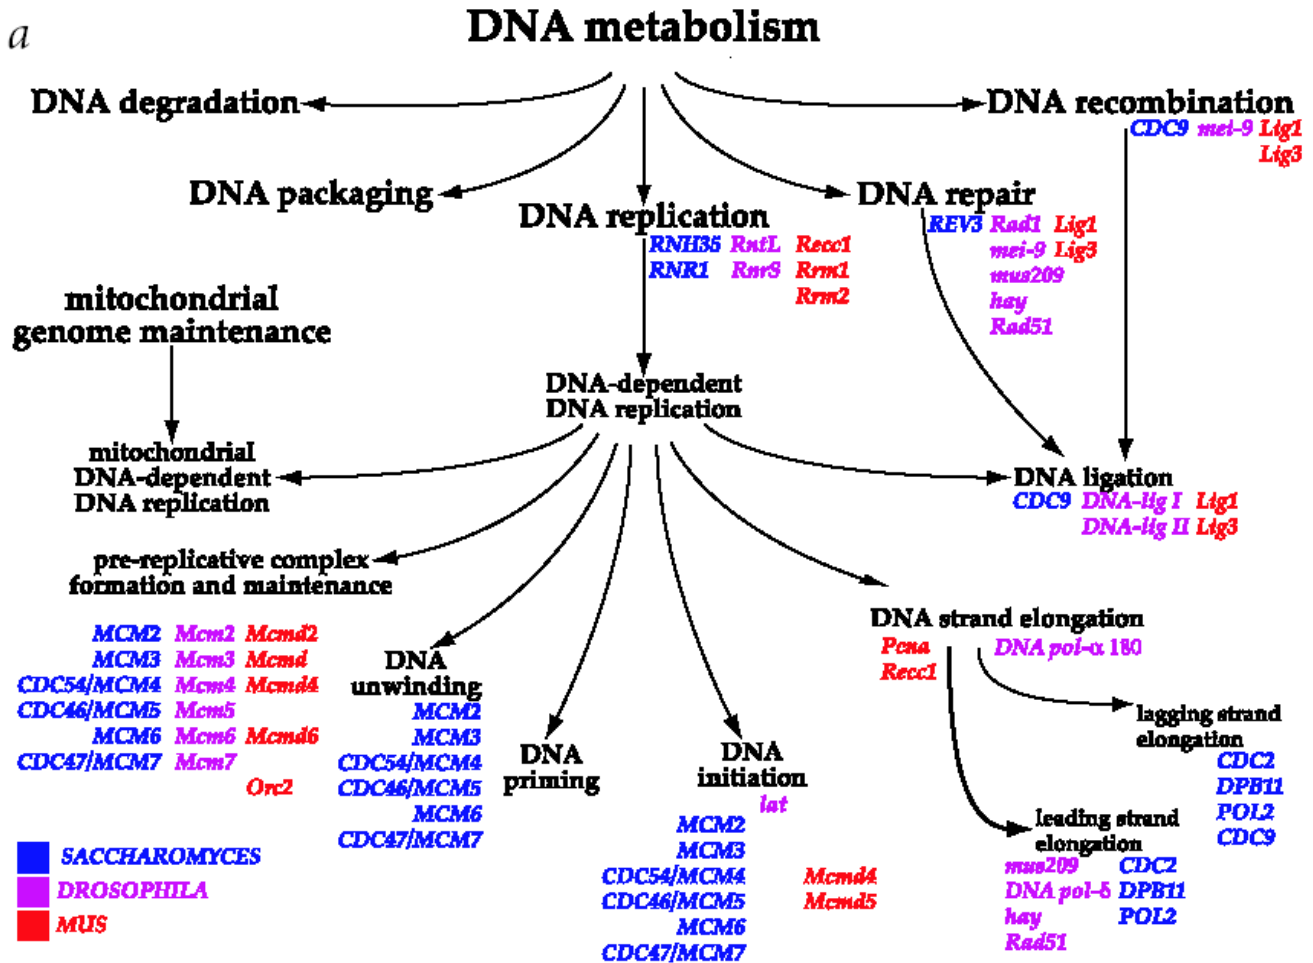 a
DNA metabolism
DNA degradation
DNA recombination
CDC9 mei-9 Lig1
Lig3
DNA packaging
DNA replication
RNH35 RnrL Recc1
RNR1 RnrS Rrm1
Rrm2
DNA repair
REV3 Rad1 Lig1
mei-9 Lig3
mus209
hay
Rad51
mitochondrial
genome maintenance
DNA-dependent
DNA replication
mitochondrial
DNA-dependent
DNA replication
DNA ligation
CDC9 DNA-lig I Lig1
DNA-lig II Lig3
pre-replicative complex
formation and maintenance
MCM2 Mcm2 Mcmd2
MCM3 Mcm3 Mcmd
CDC54/MCM4 Mcm4 Mcmd4
CDC46/MCM5 Mcm5
MCM6 Mcm6 Mcmd6
CDC47/MCM7 Mcm7
Orc2
DNA
unwinding
MCM2
MCM3
CDC54/MCM4
CDC46/MCM5
MCM6
CDC47/MCM7
DNA
priming
DNA
initiation
lat
MCM2
MCM3
CDC54/MCM4 Mcmd4
CDC46/MCM5 Mcmd5
MCM6
CDC47/MCM7
DNA strand elongation
Pcna DNA pol-α 180
Recc1
lagging strand
elongation
CDC2
DPB11
POL2
CDC9
leading strand
elongation
mus209 CDC2
DNA pol-δ DPB11
hay POL2
Rad51
SACCHAROMYCES
DROSOPHILA
MUS